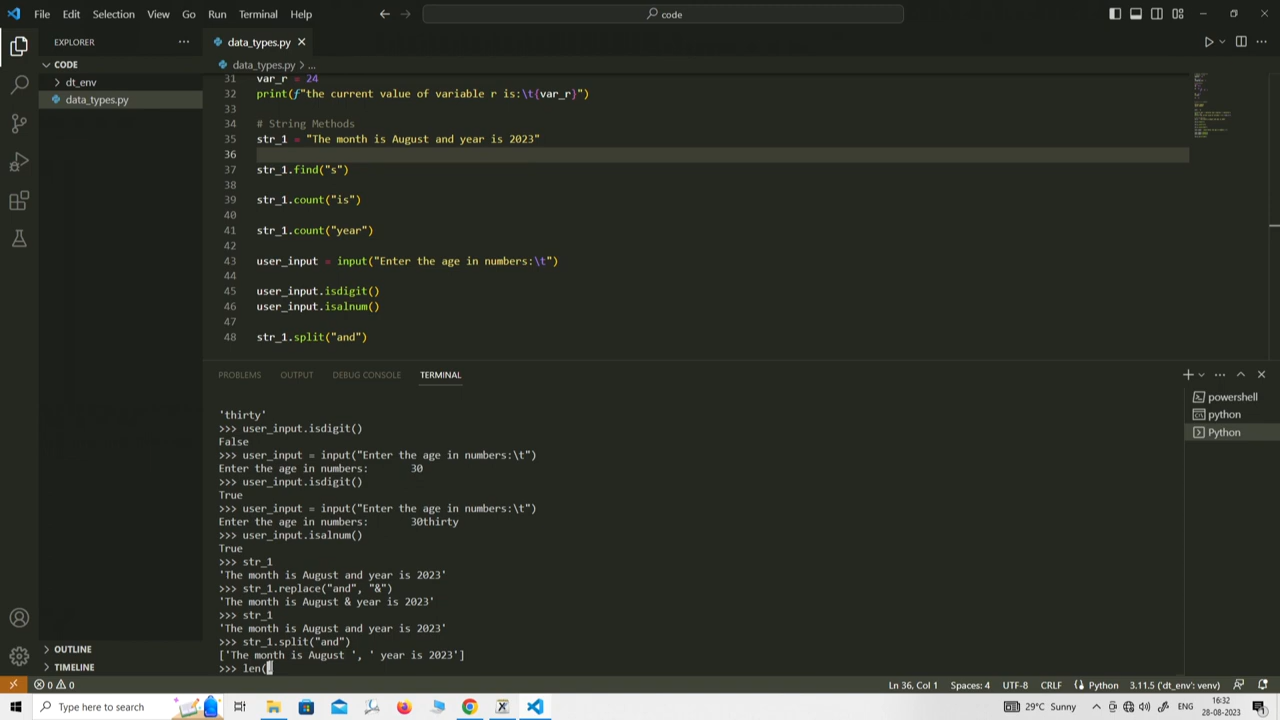 File Edit Selection View Go Run Terminal Help
code
EXPLORER
CODE
dt_env
data_types.py
OUTLINE
TIMELINE
data_types.py
data_types.py > ...
31 var_r = 24
32 print(f"the current value of variable r is:\t{var_r}")
33
34 # String Methods
35 str_1 = "The month is August and year is 2023"
36
37 str_1.find("s")
38
39 str_1.count("is")
40
41 str_1.count("year")
42
43 user_input = input("Enter the age in numbers:\t")
44
45 user_input.isdigit()
46 user_input.isalnum()
47
48 str_1.split("and")
PROBLEMS OUTPUT DEBUG CONSOLE TERMINAL
'thirty'
>>> user_input.isdigit()
False
>>> user_input = input("Enter the age in numbers:\t")
Enter the age in numbers: 30
>>> user_input.isdigit()
True
>>> user_input = input("Enter the age in numbers:\t")
Enter the age in numbers: 30thirty
>>> user_input.isalnum()
True
>>> str_1
'The month is August and year is 2023'
>>> str_1.replace("and", "&")
'The month is August & year is 2023'
>>> str_1
'The month is August and year is 2023'
>>> str_1.split("and")
['The month is August ', ' year is 2023']
>>> len(
powershell
python
Python
0 0 Ln 36, Col 1 Spaces: 4 UTF-8 CRLF Python 3.11.5 ('dt_env': venv)
Type here to search 29°C Sunny ENG 16:32
28-08-2023